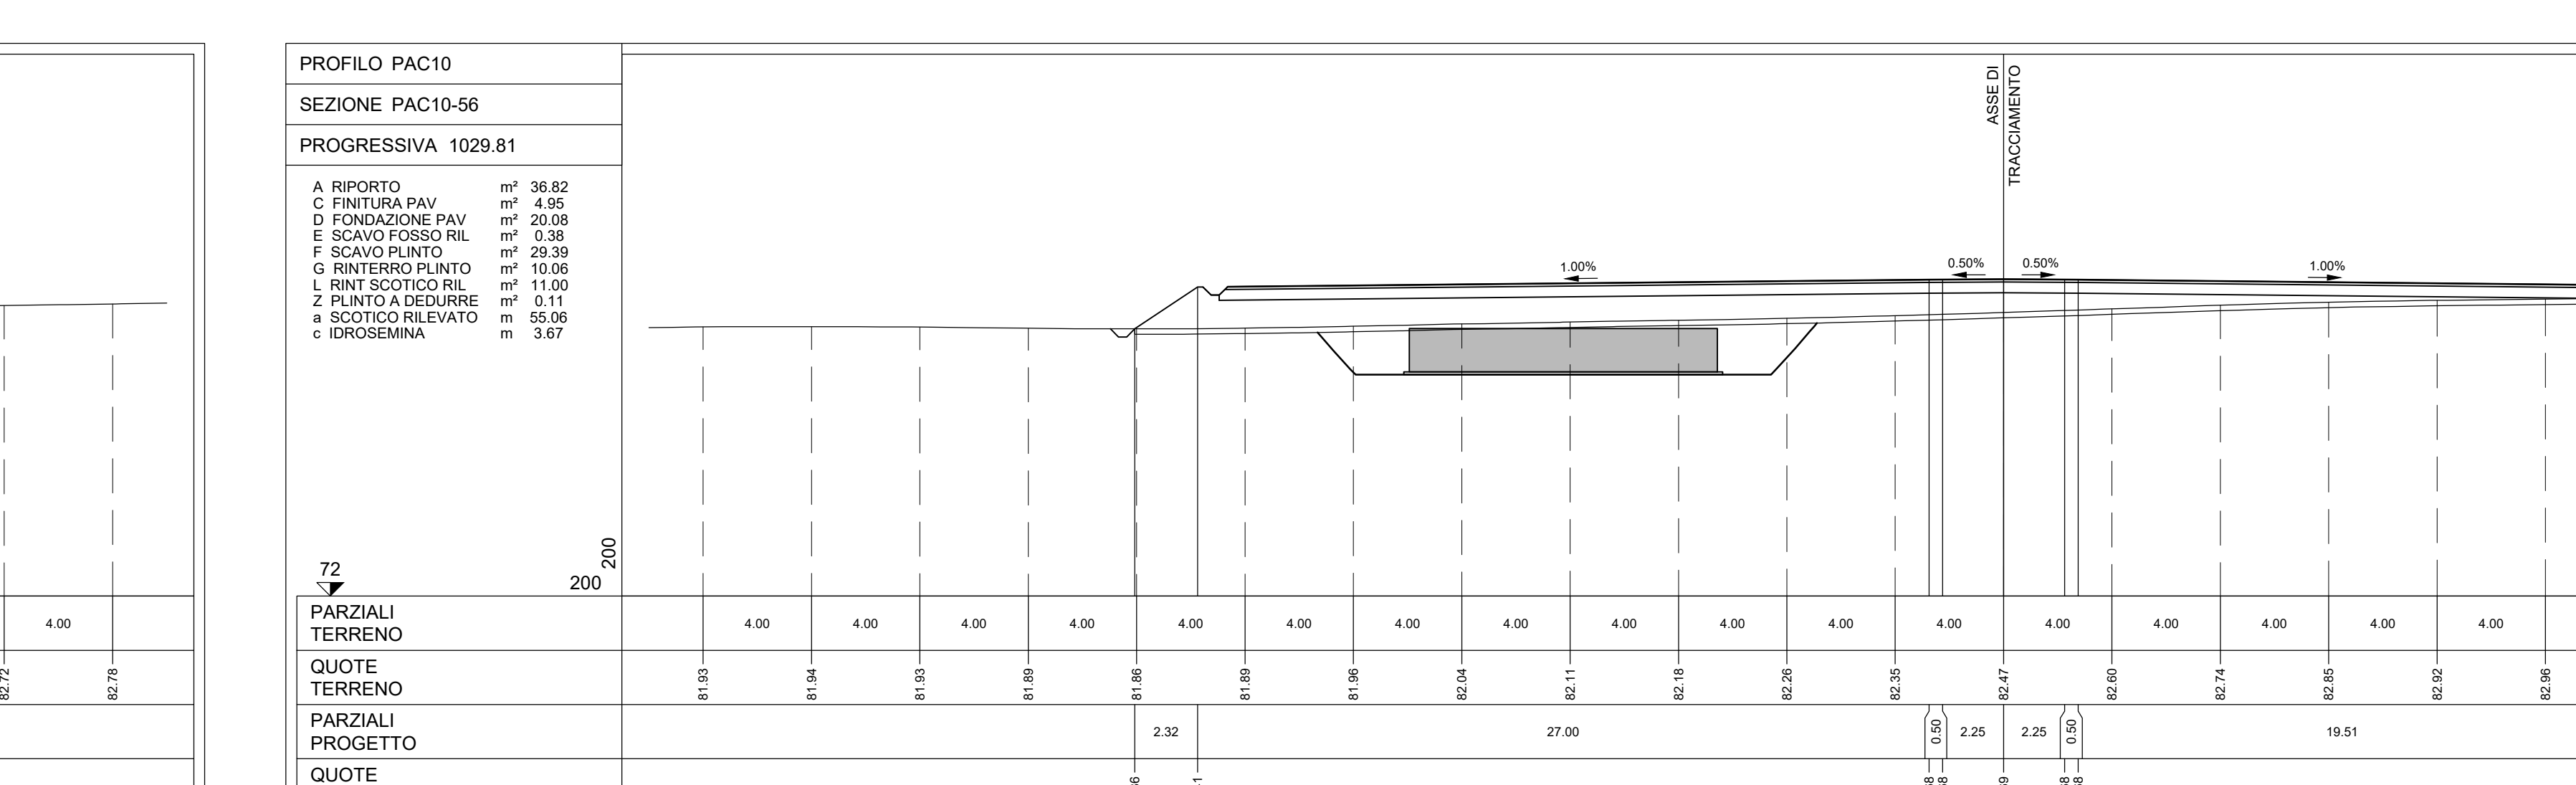 PROFILO PAC10
SEZIONE PAC10-56
PROGRESSIVA 1029.81
A RIPORTO m² 36.82
C FINITURA PAV m² 4.95
D FONDAZIONE PAV m² 20.08
E SCAVO FOSSO RIL m² 0.38
F SCAVO PLINTO m² 29.39
G RINTERRO PLINTO m² 10.06
L RINT SCOTICO RIL m² 11.00
Z PLINTO A DEDURRE m² 0.11
a SCOTICO RILEVATO m 55.06
c IDROSEMINA m 3.67
ASSE DI
TRACCIAMENTO
1.00% 0.50% 0.50% 1.00%
72
200
200
4.00
82.72 82.78
PARZIALI
TERRENO
4.00 4.00 4.00 4.00 4.00 4.00 4.00 4.00 4.00 4.00 4.00 4.00 4.00 4.00 4.00 4.00 4.00
QUOTE
TERRENO
81.93 81.94 81.93 81.89 81.86 81.89 81.96 82.04 82.11 82.18 82.26 82.35 82.47 82.60 82.74 82.85 82.92 82.96
PARZIALI
PROGETTO
2.32 27.00 0.50 2.25 2.25 0.50 19.51
QUOTE